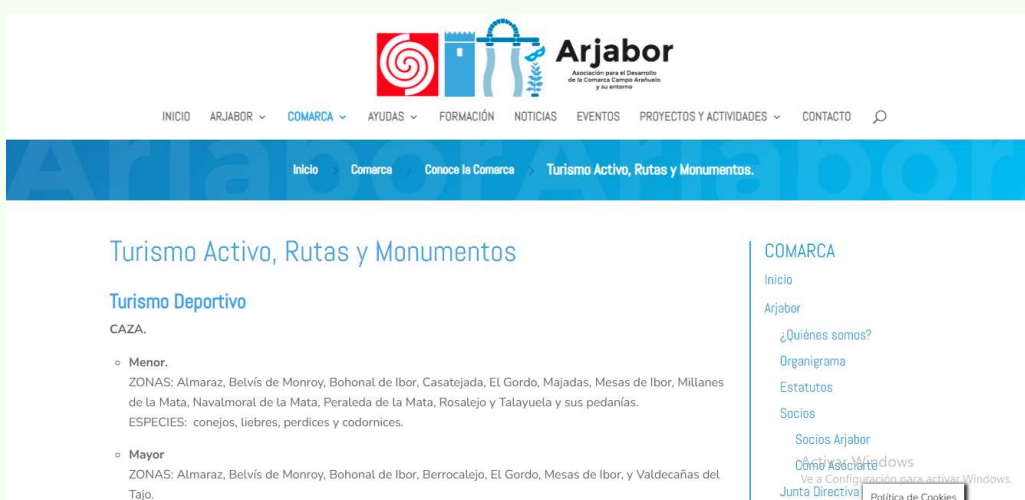 Arjabor
Asociación para el Desarrollo
de la Comarca Campo Arañuelo
y su entorno
INICIO ARJABOR COMARCA AYUDAS FORMACIÓN NOTICIAS EVENTOS PROYECTOS Y ACTIVIDADES CONTACTO
Arjabor Arjabor
Inicio Comarca Conoce la Comarca Turismo Activo, Rutas y Monumentos.
Turismo Activo, Rutas y Monumentos
Turismo Deportivo
CAZA.
Menor.
ZONAS: Almaraz, Belvís de Monroy, Bohonal de Ibor, Casatejada, El Gordo, Majadas, Mesas de Ibor, Millanes
de la Mata, Navalmoral de la Mata, Peraleda de la Mata, Rosalejo y Talayuela y sus pedanías.
ESPECIES: conejos, liebres, perdices y codornices.
Mayor
ZONAS: Almaraz, Belvís de Monroy, Bohonal de Ibor, Berrocalejo, El Gordo, Mesas de Ibor, y Valdecañas del
Tajo.
COMARCA
Inicio
Arjabor
¿Quiénes somos?
Organigrama
Estatutos
Socios
Socios Arjabor
Cómo Asociarte
Junta Directiva
Activar Windows
Ve a Configuración para activar Windows.
Política de Cookies